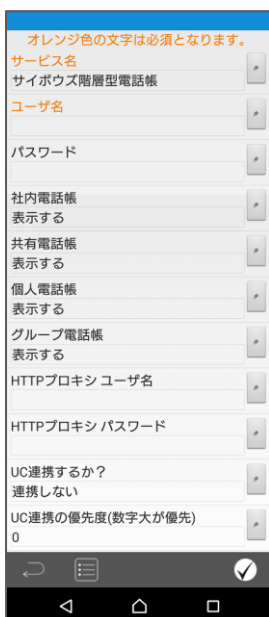 オレンジ色の文字は必須となります。
サービス名
サイボウズ階層型電話帳
ユーザ名
パスワード
社内電話帳
表示する
共有電話帳
表示する
個人電話帳
表示する
グループ電話帳
表示する
HTTPプロキシ ユーザ名
HTTPプロキシ パスワード
UC連携するか？
連携しない
UC連携の優先度(数字大が優先)
0